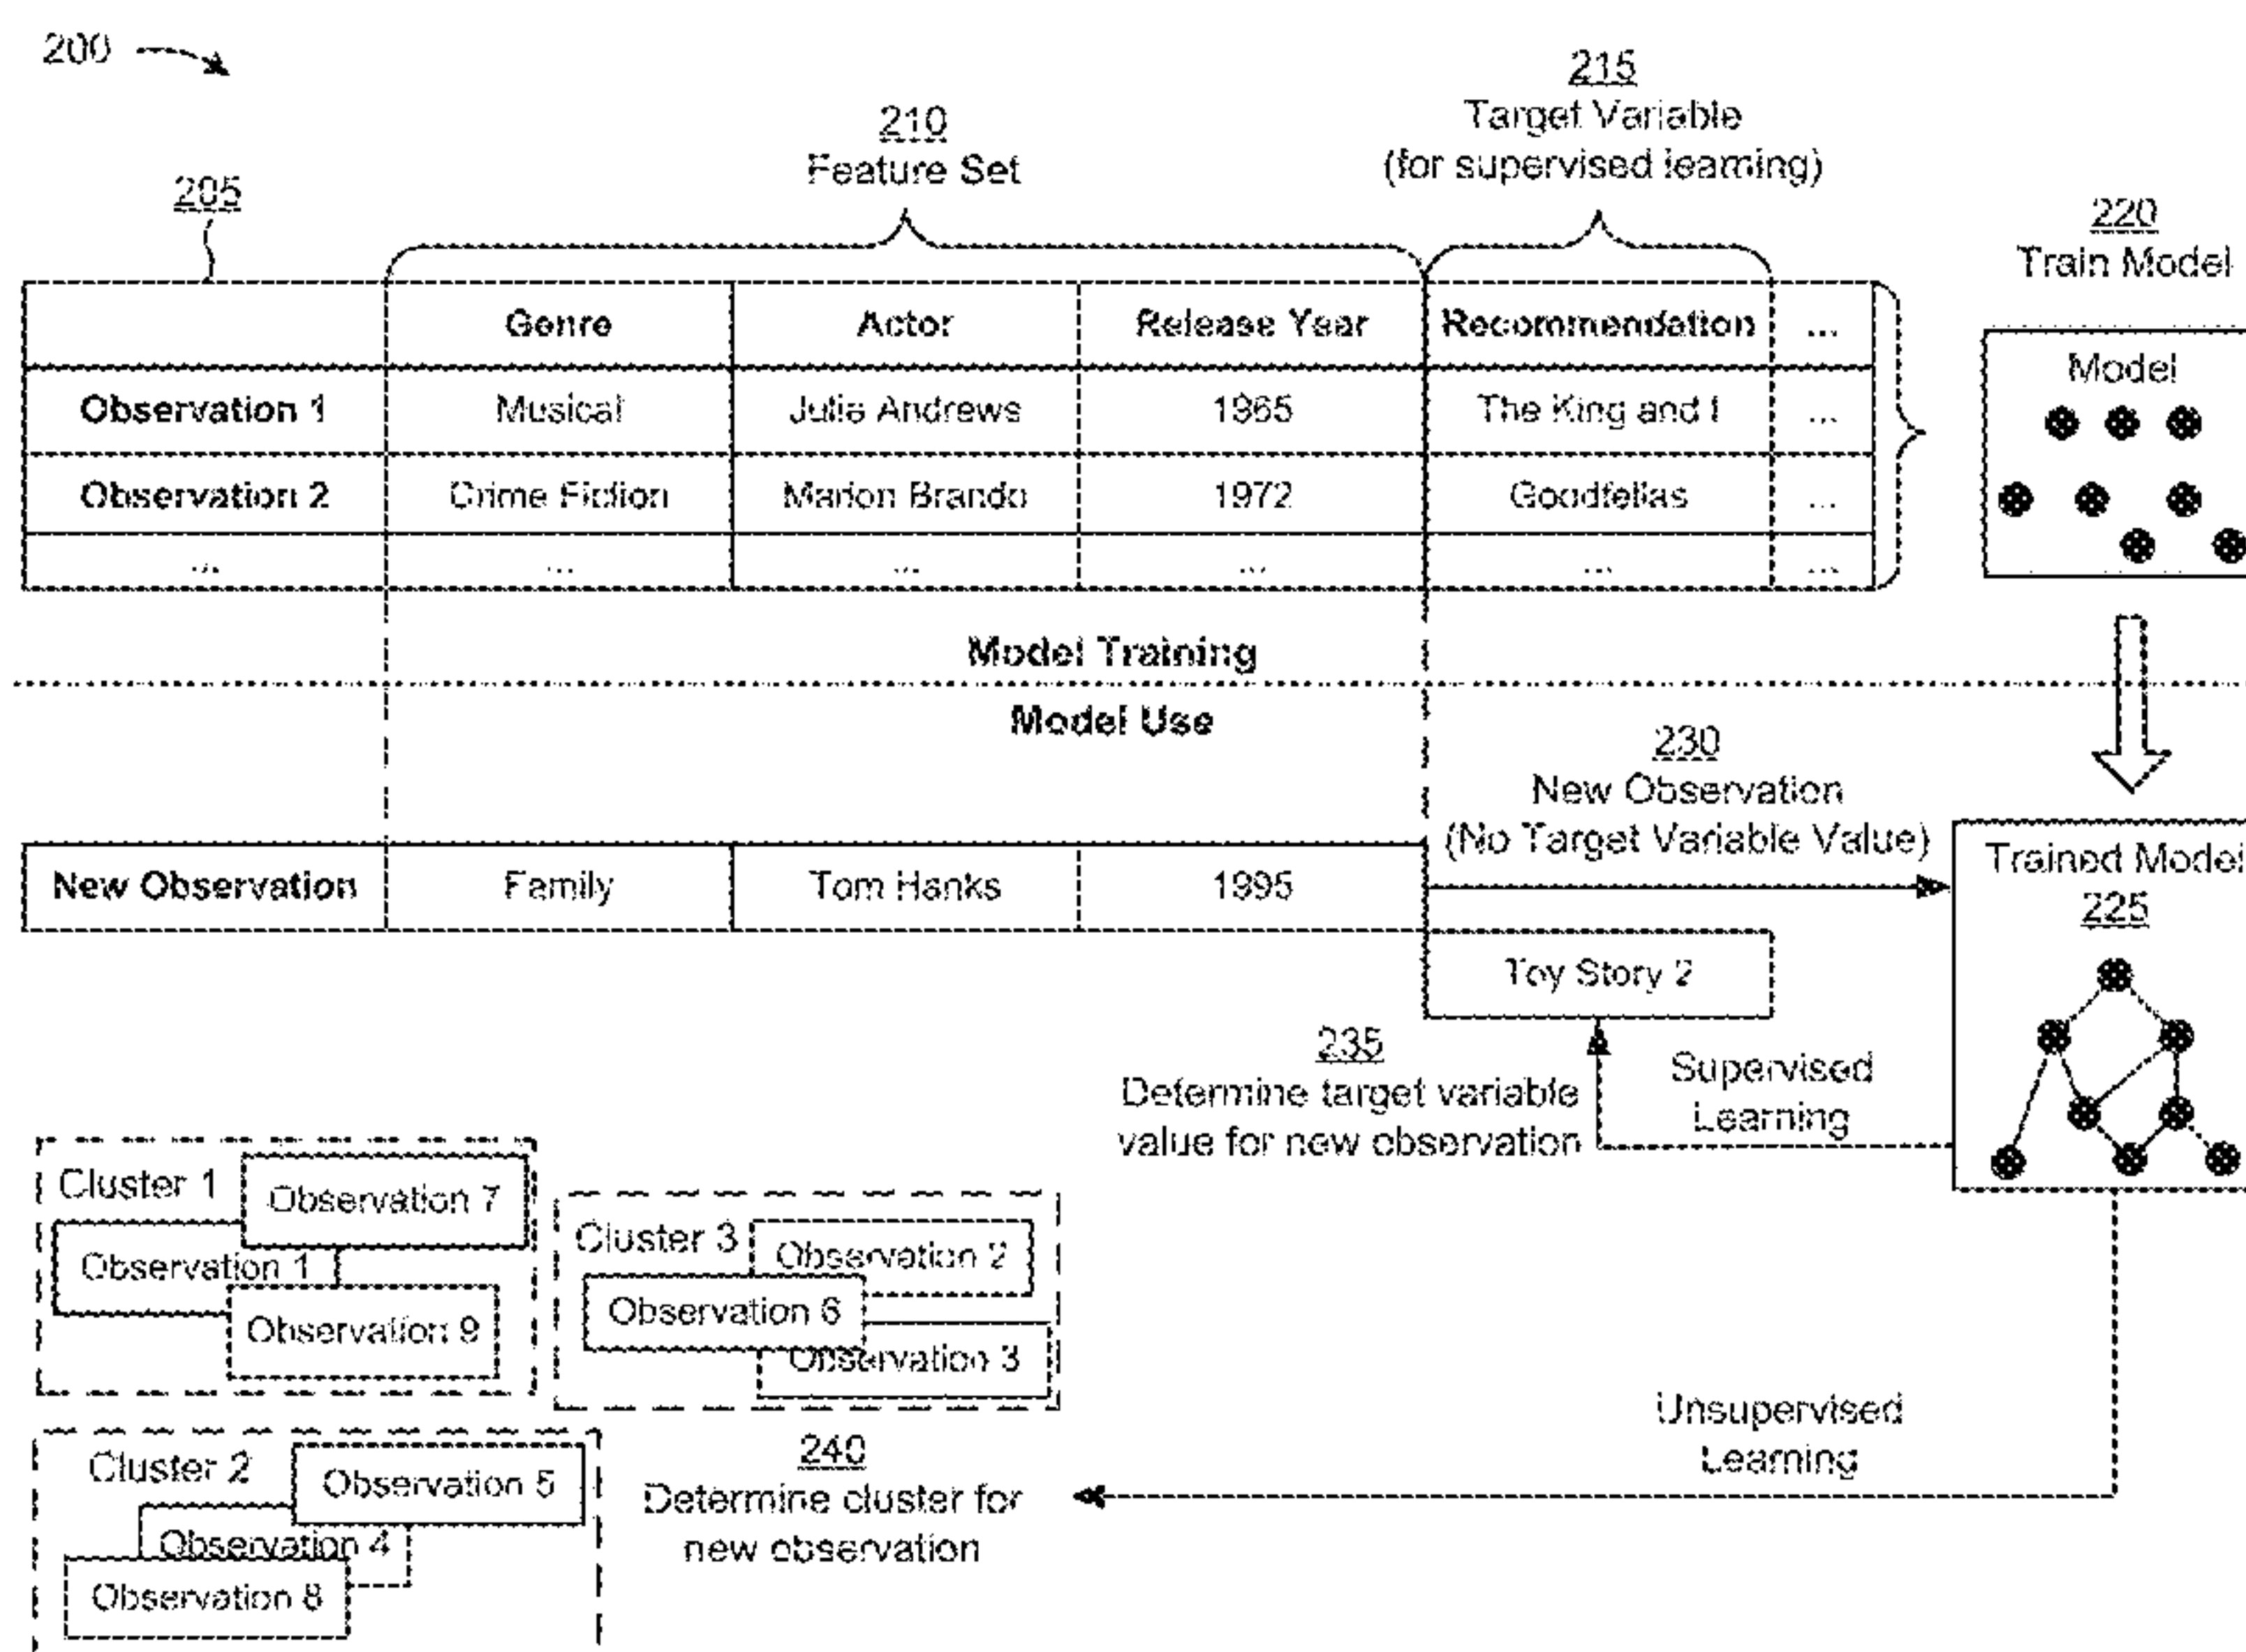 200
215
Target Variable
(for supervised learning)
210
Feature Set
205
220
Train Model
Genre Actor Release Year Recommendation ...
Observation 1 Musical Julie Andrews 1965 The King and I ...
Observation 2 Crime Fiction Marlon Brando 1972 Goodfellas ...
... ... ... ... ... ...
Model
Model Training
Model Use
230
New Observation
(No Target Variable Value)
New Observation Family Tom Hanks 1995
Trained Model
225
Toy Story 2
235
Determine target variable
value for new observation
Supervised
Learning
Cluster 1
Observation 7
Observation 1
Observation 9
Cluster 3
Observation 2
Observation 6
Observation 3
Unsupervised
Learning
Cluster 2
Observation 5
Observation 4
Observation 8
240
Determine cluster for
new observation